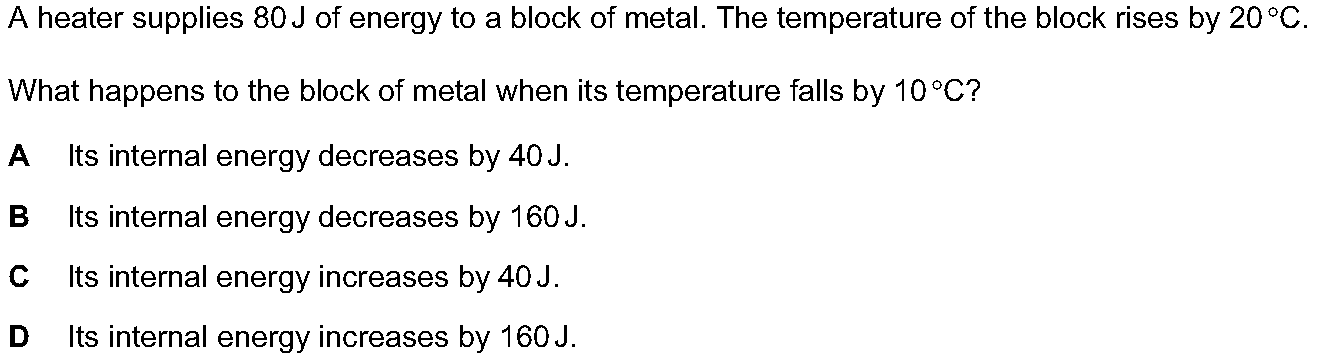 A heater supplies 80 J of energy to a block of metal. The temperature of the block rises by 20 °C.
What happens to the block of metal when its temperature falls by 10 °C?
A Its internal energy decreases by 40 J.
B Its internal energy decreases by 160 J.
C Its internal energy increases by 40 J.
D Its internal energy increases by 160 J.